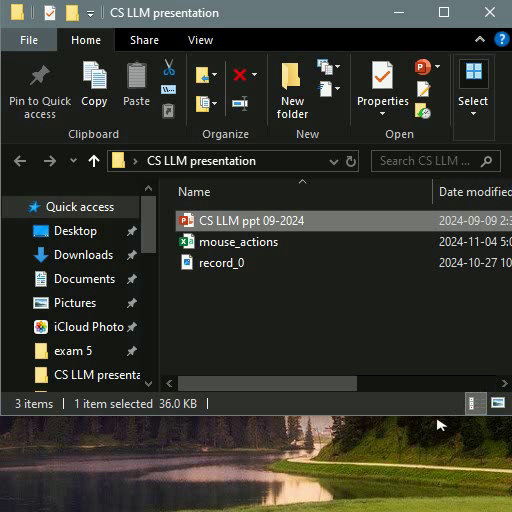 CS LLM presentation
File Home Share View
Pin to Quick access
Copy
Paste
Clipboard
Organize
New folder
New
Properties
Open
Select
CS LLM presentation
Search CS LLM ...
Name
Date modified
Quick access
Desktop
Downloads
Documents
Pictures
iCloud Photo
exam 5
CS LLM presenta
CS LLM ppt 09-2024 2024-09-09 2:3
mouse_actions 2024-11-04 5:0
record_0 2024-10-27 10
3 items 1 item selected 36.0 KB